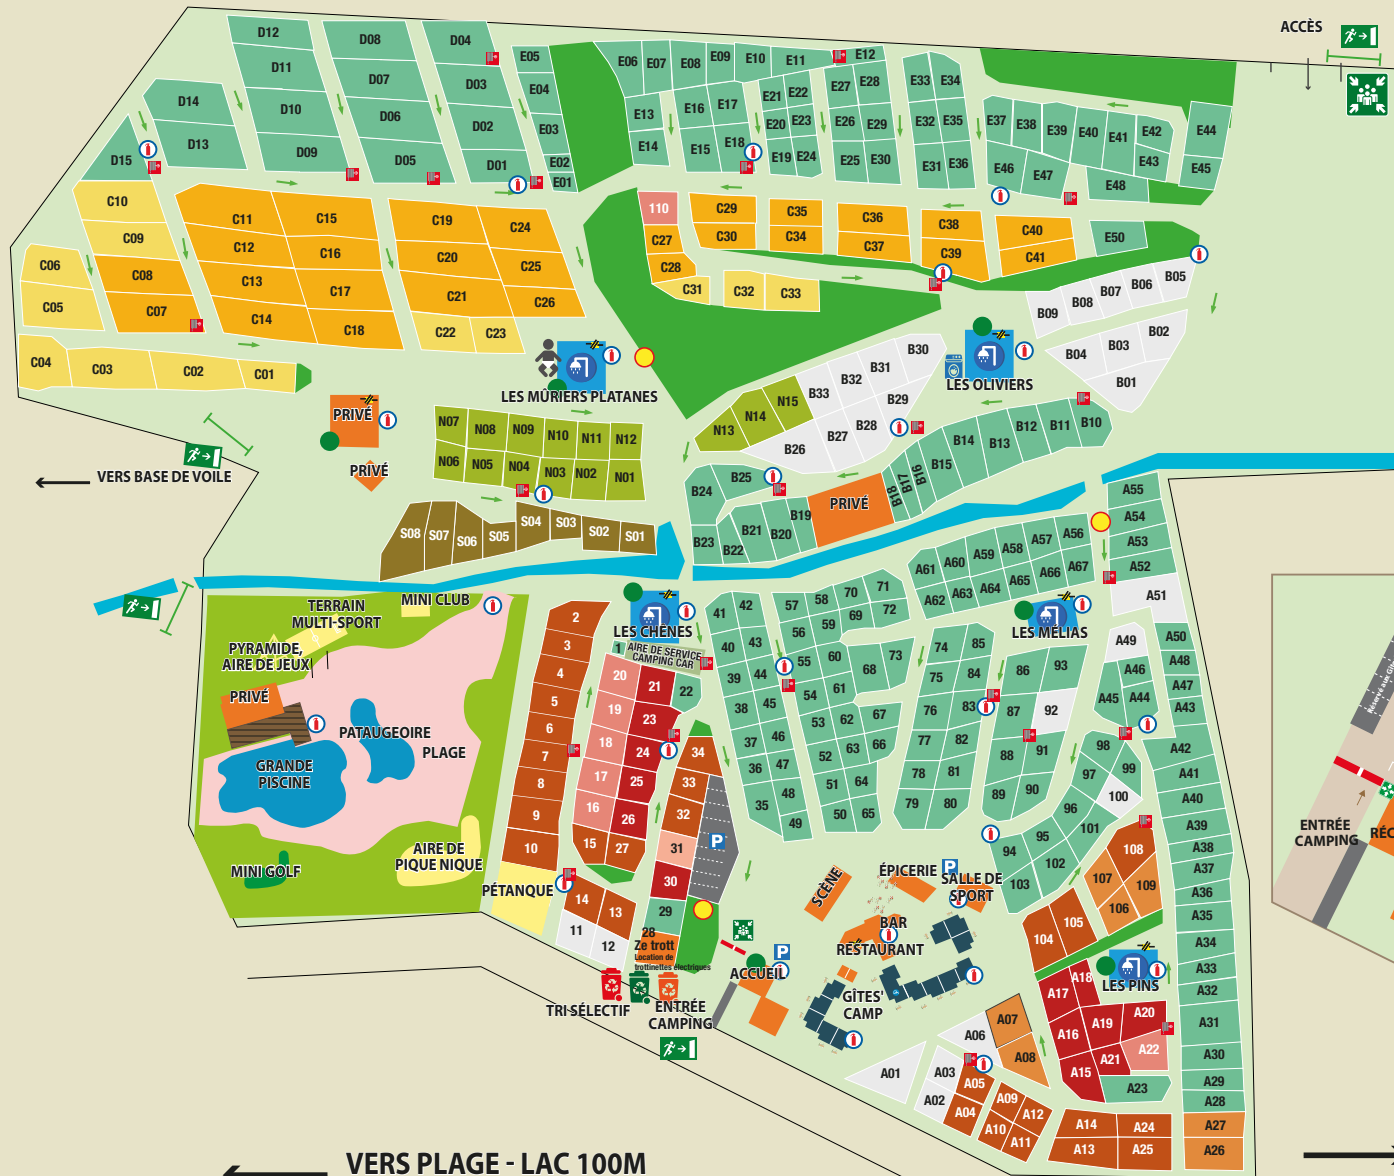 ACCÈS
D12
D11
D10
D09
D08
D07
D06
D05
D04
D03
D02
D01
D14
D13
D15
E05
E04
E03
E02
E01
E06
E07
E08
E09
E10
E11
E12
E13
E14
E16
E17
E15
E18
E21
E22
E20
E23
E19
E24
E27
E28
E26
E29
E25
E30
E33
E34
E32
E35
E31
E36
E37
E38
E39
E40
E41
E42
E43
E44
E45
E46
E47
E48
E50
C10
C09
C08
C07
C06
C05
C04
C03
C02
C01
C11
C15
C12
C16
C13
C17
C14
C18
C19
C24
C20
C25
C21
C26
C22
C23
110
C27
C28
C31
C32
C33
C29
C30
C35
C34
C36
C37
C38
C39
C40
C41
B05
B06
B07
B08
B09
B02
B03
B04
B01
LES MÛRIERS PLATANES
LES OLIVIERS
B30
B31
B32
B33
B29
B28
B27
B26
N15
N14
N13
PRIVÉ
PRIVÉ
VERS BASE DE VOILE
N07
N08
N09
N10
N11
N12
N06
N05
N04
N03
N02
N01
S08
S07
S06
S05
S04
S03
S02
S01
B24
B25
B23
B22
B21
B20
B19
PRIVÉ
B18
B17
B16
B15
B14
B13
B12
B11
B10
A55
A54
A53
A52
A51
A56
A57
A58
A59
A60
A61
A67
A66
A65
A64
A63
A62
LES MÉLIAS
LES CHÊNES
AIRE DE SERVICE
CAMPING CAR
MINI CLUB
TERRAIN
MULTI-SPORT
PYRAMIDE,
AIRE DE JEUX
PRIVÉ
PATAUGEOIRE
PLAGE
GRANDE
PISCINE
MINI GOLF
AIRE DE
PIQUE NIQUE
PÉTANQUE
1
2
3
4
5
6
7
8
9
10
20
21
22
19
23
18
24
17
25
16
26
15
27
14
13
11
12
34
33
32
31
30
29
28
Ze trott
Location de
trottinettes électriques
P
41
42
40
43
39
44
38
45
37
46
36
47
35
48
49
57
58
70
71
56
59
69
72
55
60
68
73
54
61
53
62
67
52
63
66
51
64
50
65
74
85
75
84
76
83
77
82
78
81
79
80
86
93
87
92
88
91
89
90
A49
A50
A46
A48
A45
A44
A47
A43
98
97
99
96
100
95
101
94
102
103
A42
A41
A40
A39
A38
A37
A36
A35
A34
A33
A32
A31
A30
A29
A28
A27
A26
108
107
109
106
105
104
SCÈNE
ÉPICERIE
P
SALLE DE
SPORT
BAR
RESTAURANT
P
ACCUEIL
GÎTES
CAMP
TRI SÉLECTIF
ENTRÉE
CAMPING
LES PINS
A18
A17
A16
A19
A20
A21
A22
A15
A23
A07
A06
A08
A01
A03
A02
A05
A04
A09
A12
A10
A11
A14
A24
A13
A25
ENTRÉE
CAMPING
RÉC
VERS PLAGE - LAC 100M